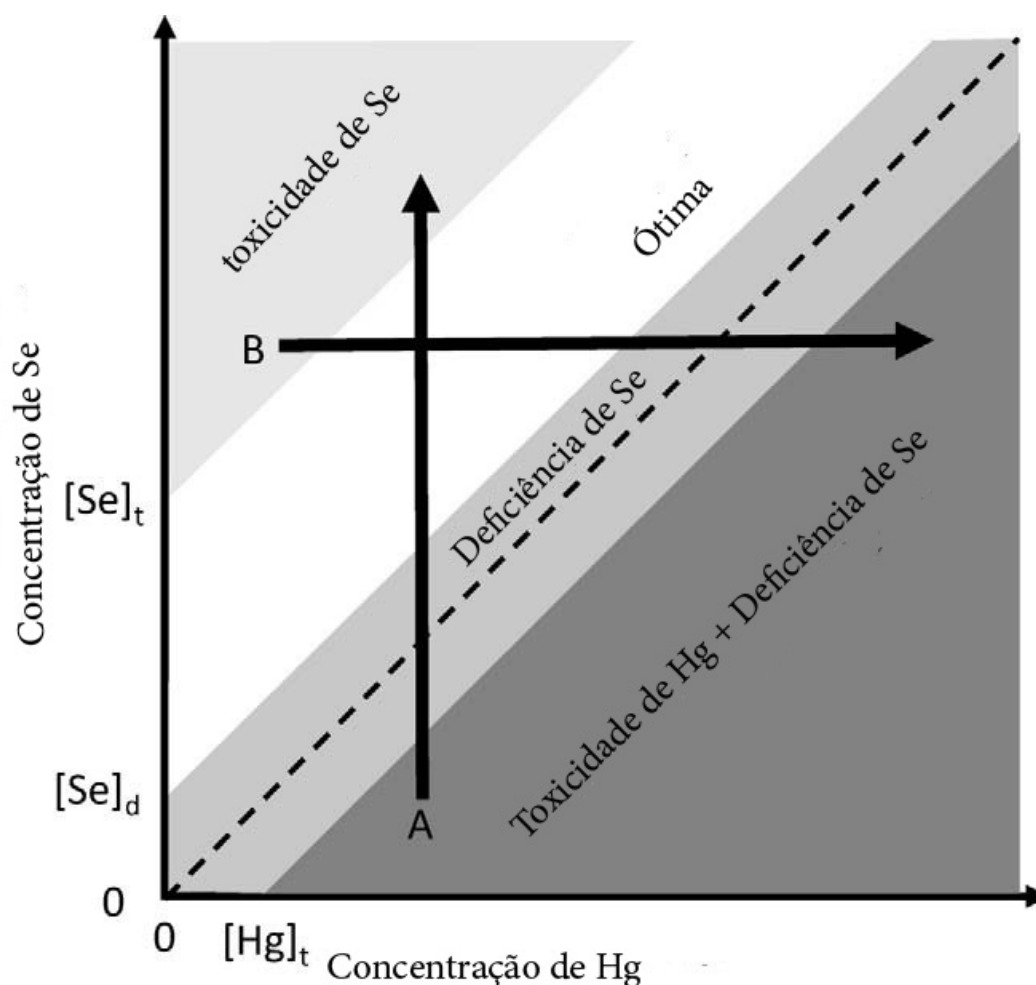 toxicidade de Se
Ótima
B
Deficiência de Se
Toxicidade de Hg + Deficiência de Se
A
Concentração de Se
[Se]t
[Se]d
0
0
[Hg]t
Concentração de Hg